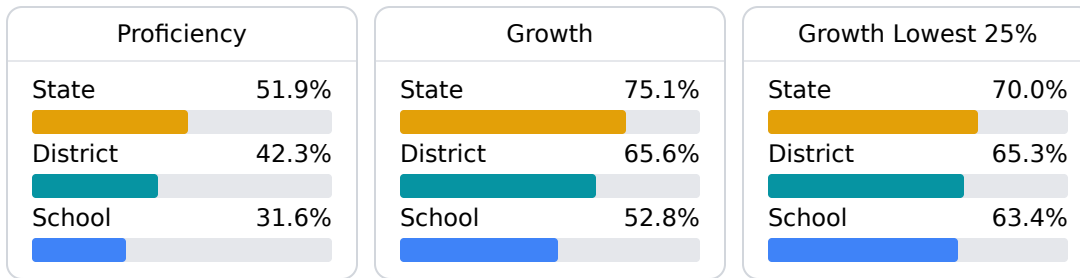 Proficiency
State 51.9%
District 42.3%
School 31.6%
Growth
State 75.1%
District 65.6%
School 52.8%
Growth Lowest 25%
State 70.0%
District 65.3%
School 63.4%